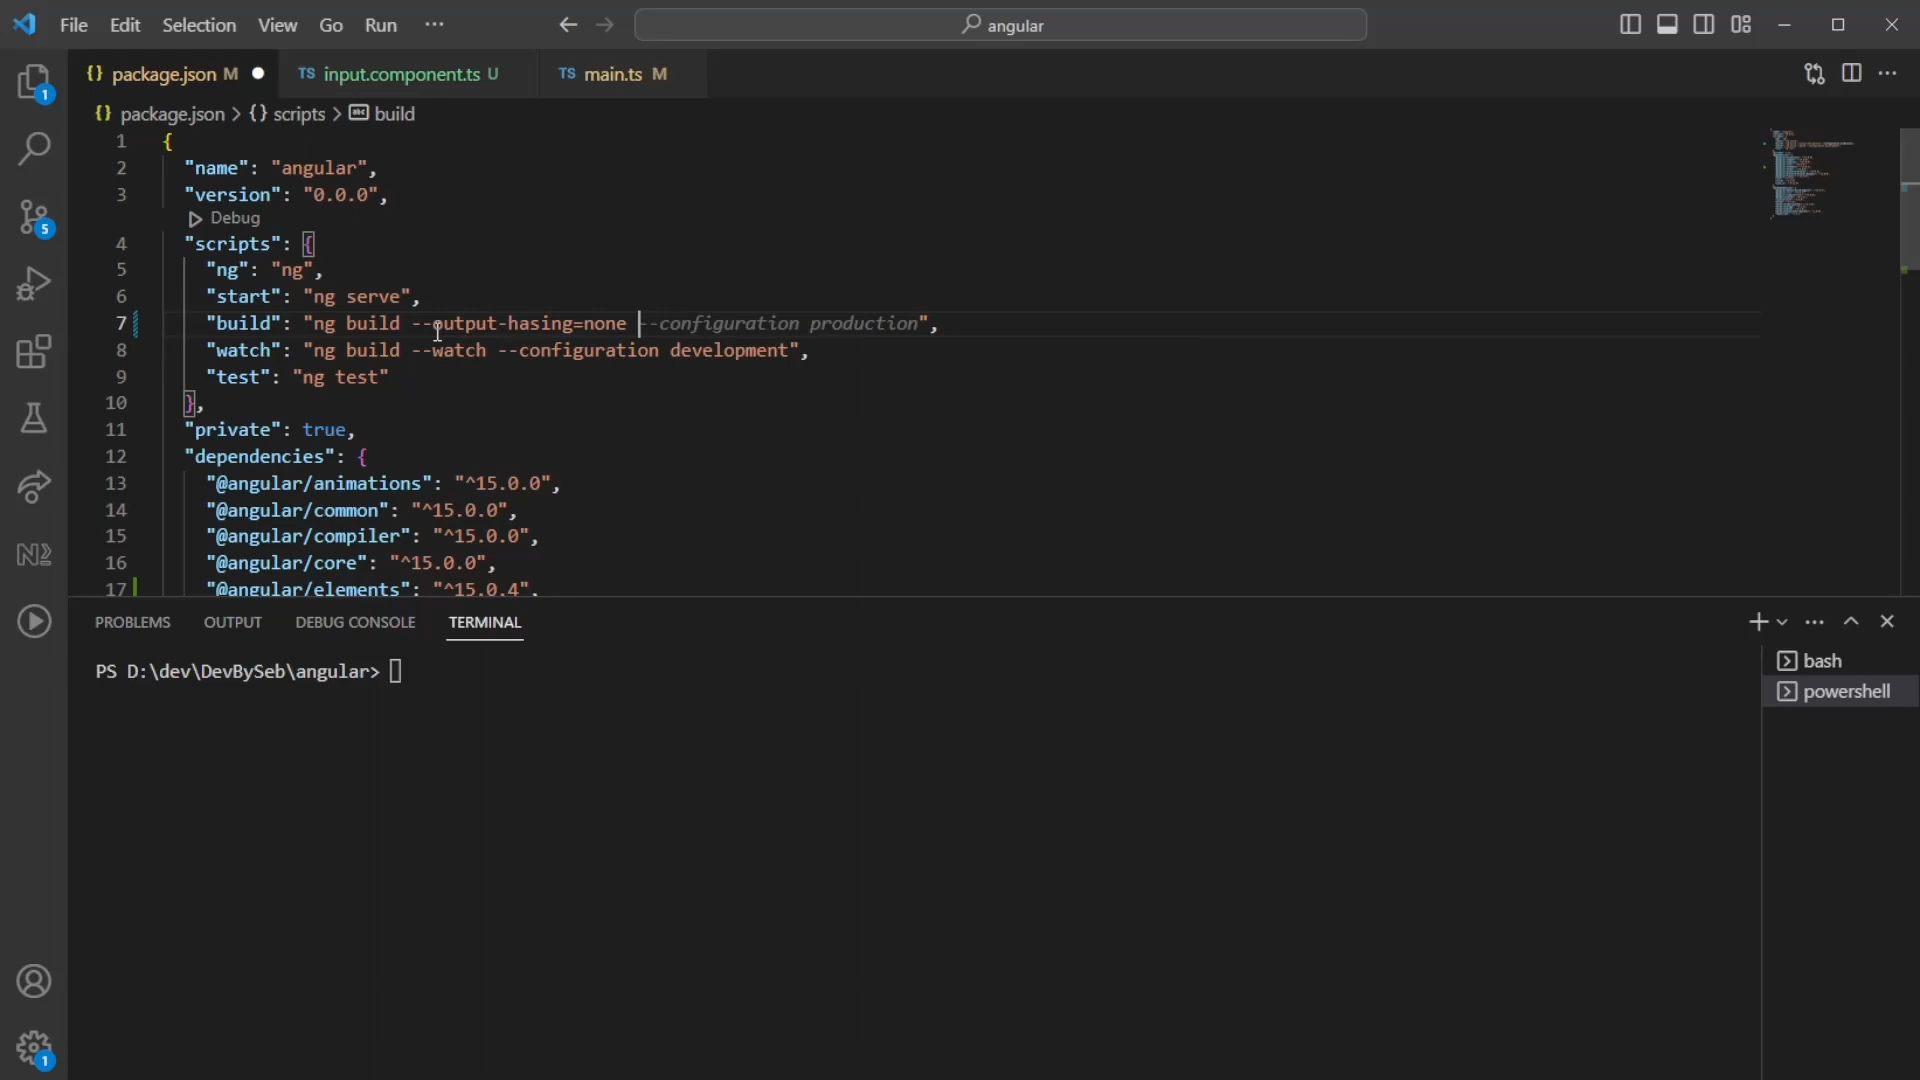 File Edit Selection View Go Run ··· angular
{} package.json M TS input.component.ts U TS main.ts M
{} package.json > {} scripts > build
1 {
2 "name": "angular",
3 "version": "0.0.0",
Debug
4 "scripts": {
5 "ng": "ng",
6 "start": "ng serve",
7 "build": "ng build --output-hasing=none --configuration production",
8 "watch": "ng build --watch --configuration development",
9 "test": "ng test"
10 },
11 "private": true,
12 "dependencies": {
13 "@angular/animations": "^15.0.0",
14 "@angular/common": "^15.0.0",
15 "@angular/compiler": "^15.0.0",
16 "@angular/core": "^15.0.0",
17 "@angular/elements": "^15.0.4",
PROBLEMS OUTPUT DEBUG CONSOLE TERMINAL
PS D:\dev\DevBySeb\angular>
bash
powershell
1
5
1